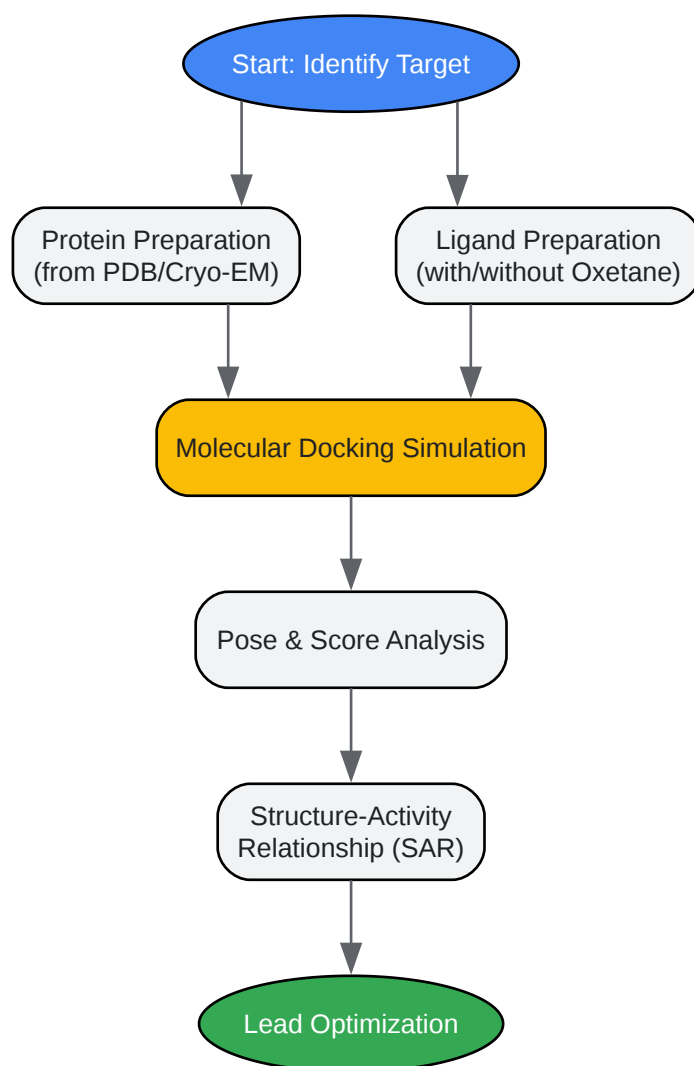 Start: Identify Target
Protein Preparation
(from PDB/Cryo-EM)
Ligand Preparation
(with/without Oxetane)
Molecular Docking Simulation
Pose & Score Analysis
Structure-Activity
Relationship (SAR)
Lead Optimization